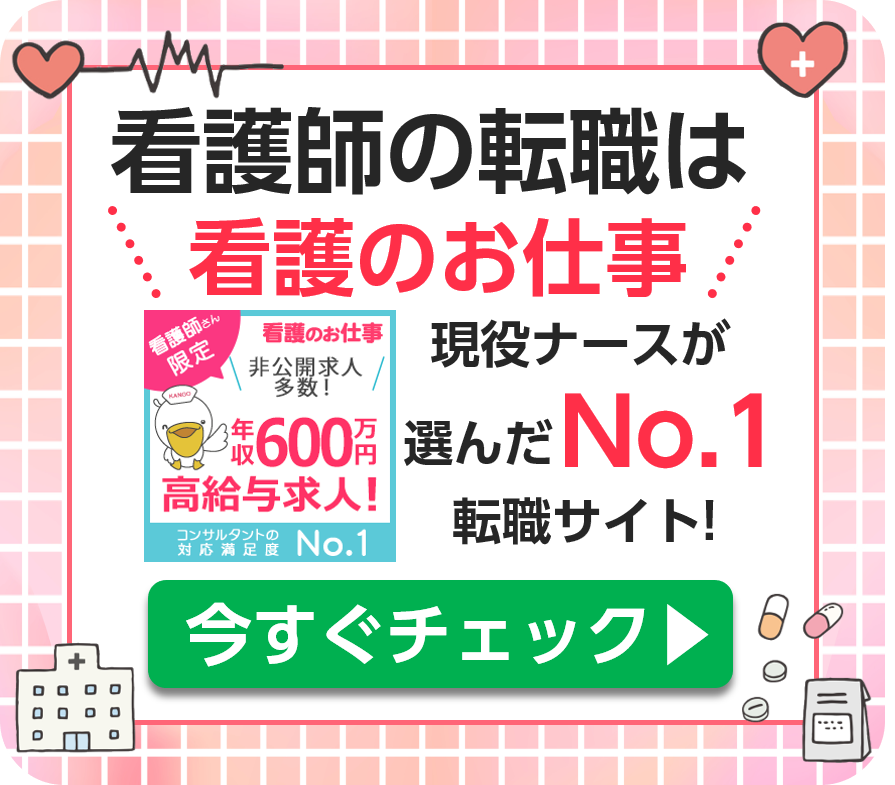 看護師の転職は
看護のお仕事
看護師さん
限定
看護のお仕事
非公開求人
多数！
KANGO
年収600万円
高給与求人！
コンサルタントの
対応満足度
No.1
現役ナースが
選んだNo.1
転職サイト!
今すぐチェック▶